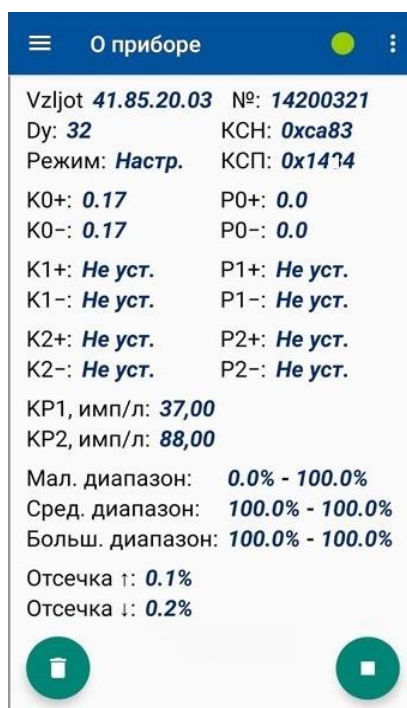 О приборе
Vzljot 41.85.20.03 №: 14200321
Dy: 32 КСН: 0xca83
Режим: Настр. КСП:
K0+: 0.17 P0+: 0.0
K0-: 0.17 P0-: 0.0
K1+: Не уст. P1+: Не уст.
K1-: Не уст. P1-: Не уст.
K2+: Не уст. P2+: Не уст.
K2-: Не уст. P2-: Не уст.
KP1, имп/л: 37,00
KP2, имп/л: 88,00
Мал. диапазон: 0.0% - 100.0%
Сред. диапазон: 100.0% - 100.0%
Больш. диапазон: 100.0% - 100.0%
Отсечка ↑: 0.1%
Отсечка ↓: 0.2%